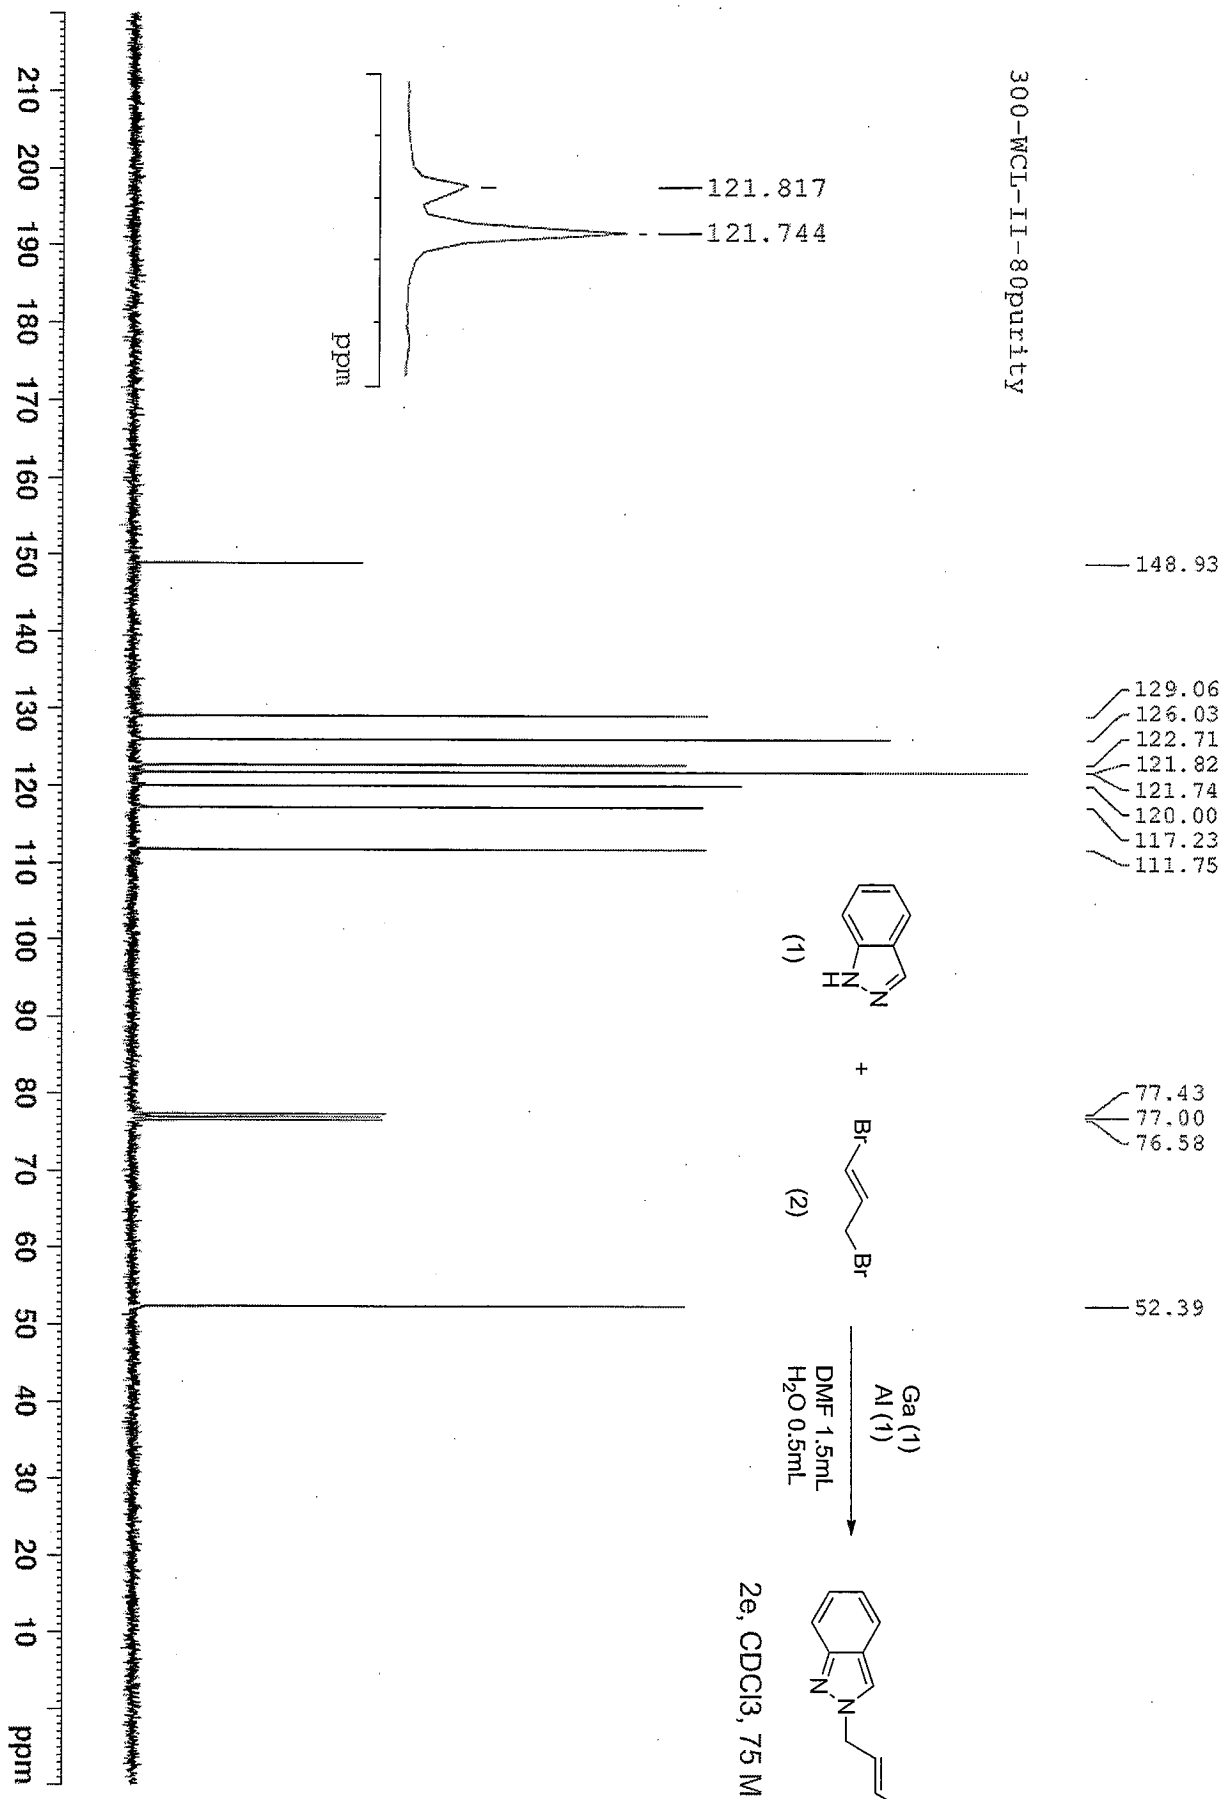 300-WCL-II-80purity
148.93
129.06
126.03
122.71
121.82
121.74
120.00
117.23
111.75
77.43
77.00
76.58
52.39
121.817
121.744
ppm
N
N
H
(1)
+
Br
Br
(2)
Ga (1)
Al (1)
DMF 1.5mL
H₂O 0.5mL
N
N
2e, CDCl3, 75 M
210 200 190 180 170 160 150 140 130 120 110 100 90 80 70 60 50 40 30 20 10 ppm